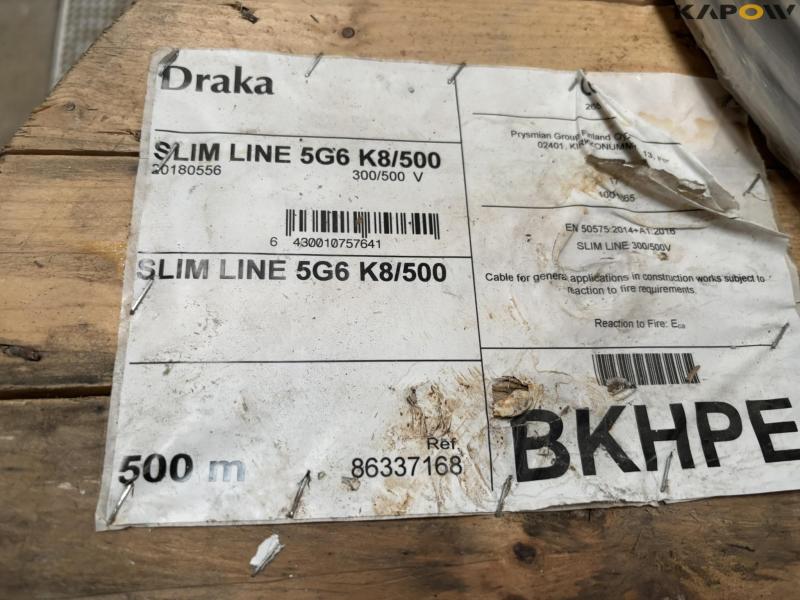 KAPOW
Draka
SLIM LINE 5G6 K8/500
20180556 300/500 V
6 430010757641
SLIM LINE 5G6 K8/500
500 m
Ref.
86337168
Prysmian Group Finland
02401,
EN 50575:2014+A1:2016
SLIM LINE 300/500V
Cable for general applications in construction works subject to
reaction to fire requirements.
Reaction to Fire: Eca
BKHPE